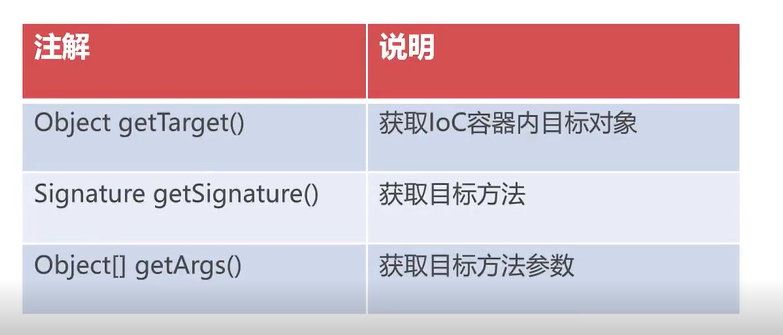 注解 说明
Object getTarget() 获取IoC容器内目标对象
Signature getSignature() 获取目标方法
Object[] getArgs() 获取目标方法参数